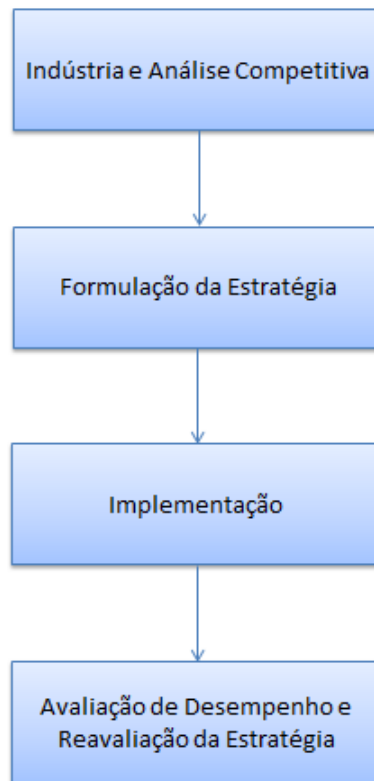 Indústria e Análise Competitiva
Formulação da Estratégia
Implementação
Avaliação de Desempenho e
Reavaliação da Estratégia